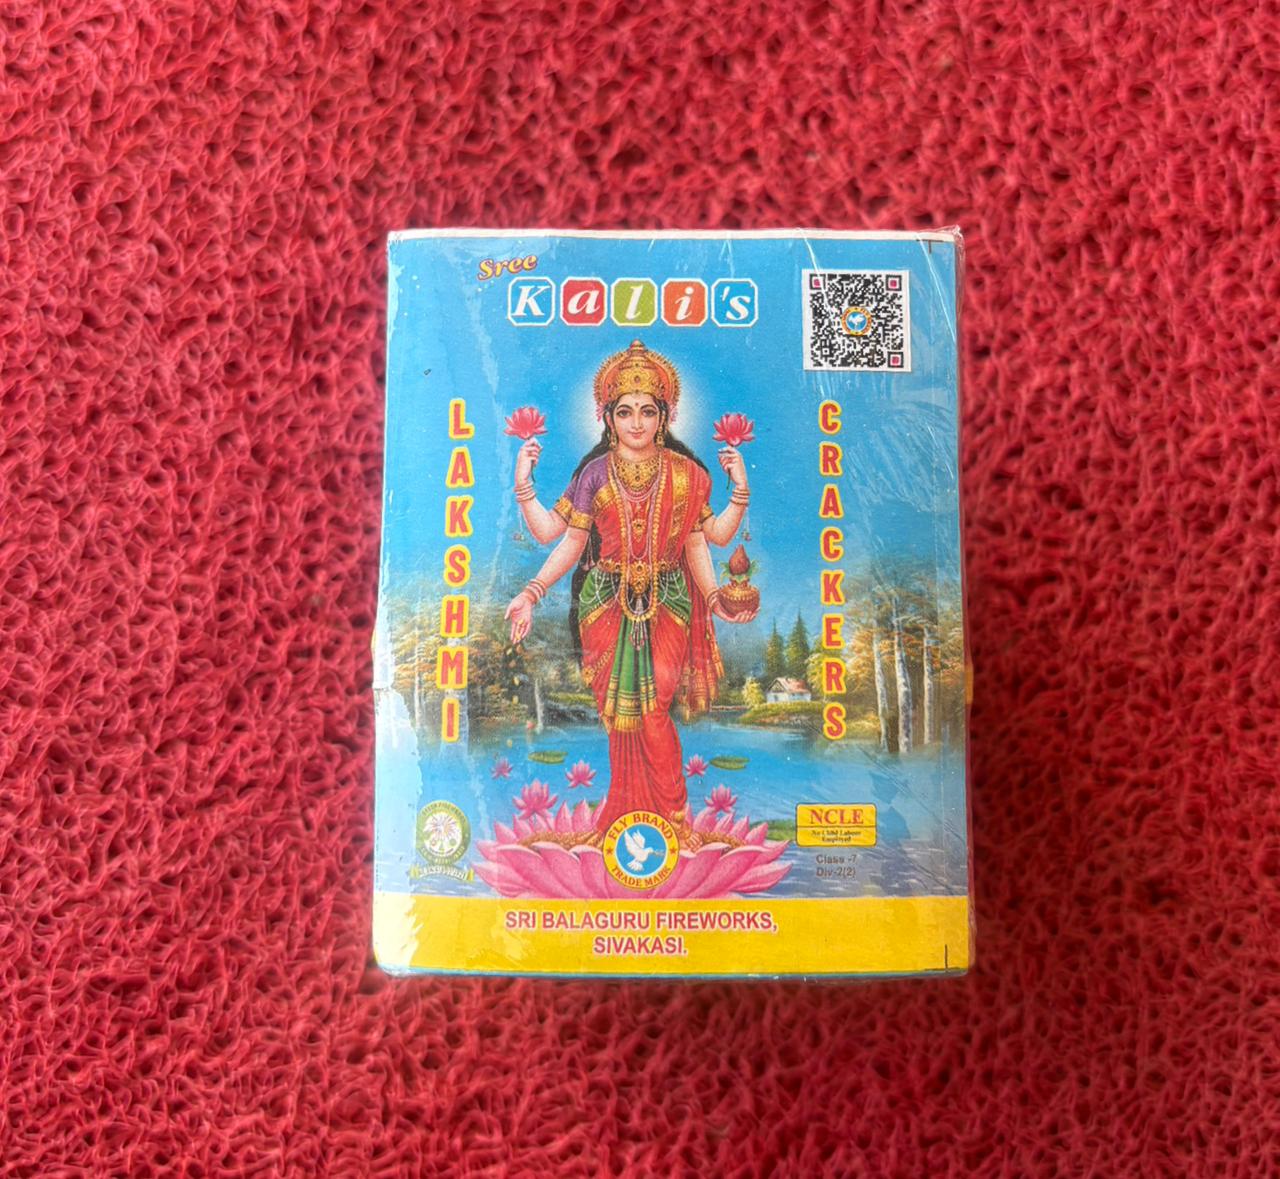 Sree
Kali's
LAKSHMI
CRACKERS
FLY BRAND
TRADE MARK
NCLE
No Child Labour
Employed
Class -7
Div-2(2)
SRI BALAGURU FIREWORKS,
SIVAKASI.